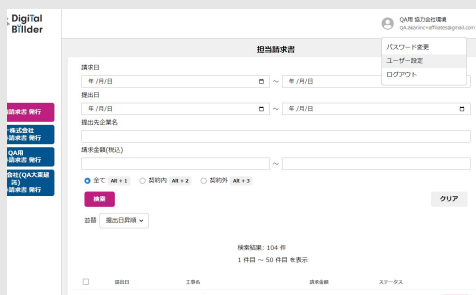 Digital
Billder
QA用 協力会社環境
パスワード変更
ユーザー設定
ログアウト
担当請求書
請求日
年 /月/日 ～ 年 /月/日
提出日
年 /月/日 ～ 年 /月/日
提出先企業名
請求金額(税込)
～
全て Alt + 1 契約内 Alt + 2 契約外 Alt + 3
検索 クリア
並替 提出日昇順
検索結果: 104 件
1 件目 ～ 50 件目 を表示
提出日 工事名 請求金額 ステータス
請求書 発行
株式会社
請求書 発行
QA用
請求書 発行
会社(QA大東建
託)
請求書 発行